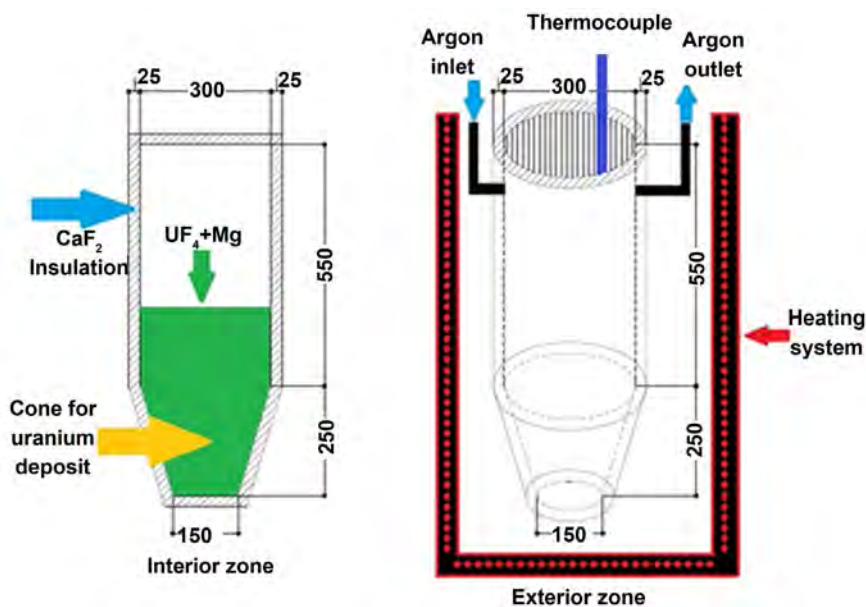 25
300
25
CaF2
Insulation
UF4+Mg
550
Cone for
uranium
deposit
250
150
Interior zone
Thermocouple
Argon
inlet
Argon
outlet
25
300
25
550
Heating
system
250
150
Exterior zone